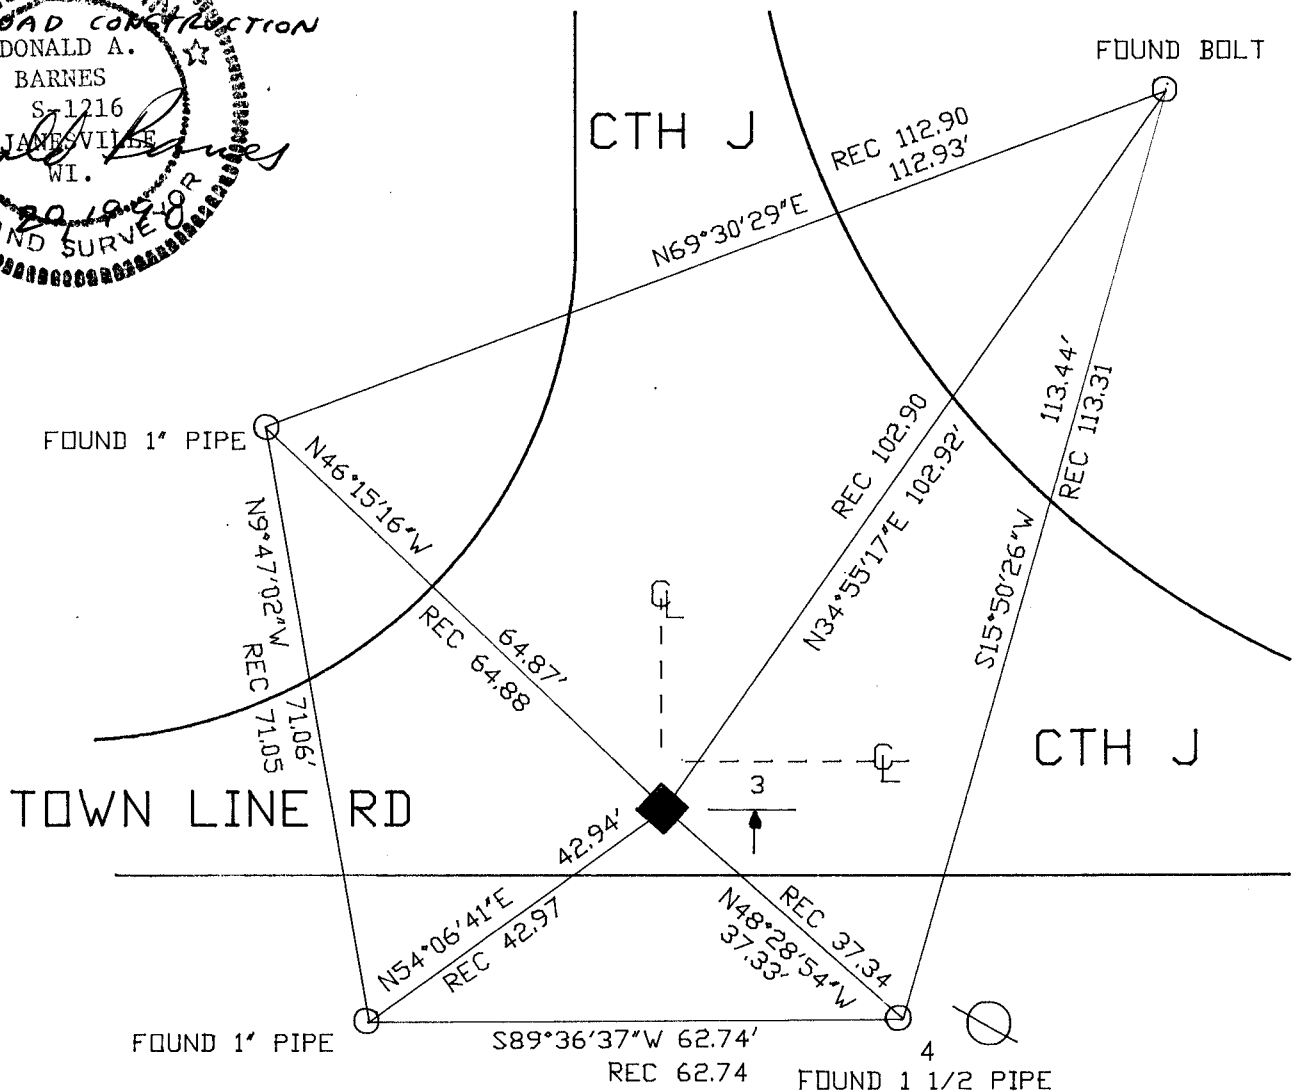 CONSTRUCTION
DONALD A.
BARNES
S-1216
JANESVILLE
WI.
SURVEYOR
FOUND BOLT
CTH J
REC 112.90
112.93'
N69°30'29"E
FOUND 1" PIPE
N46°15'16"W
64.87'
REC 64.88
N9°47'02"W 71.06'
REC 71.05
REC 102.90
N34°55'17"E 102.92'
113.44'
REC 113.31
S15°50'26"W
CL
CL
CTH J
3
TOWN LINE RD
42.94'
N54°06'41"E
REC 42.97
REC 37.34
N48°28'54"W
37.33'
FOUND 1" PIPE
S89°36'37"W 62.74'
REC 62.74
4
FOUND 1 1/2 PIPE